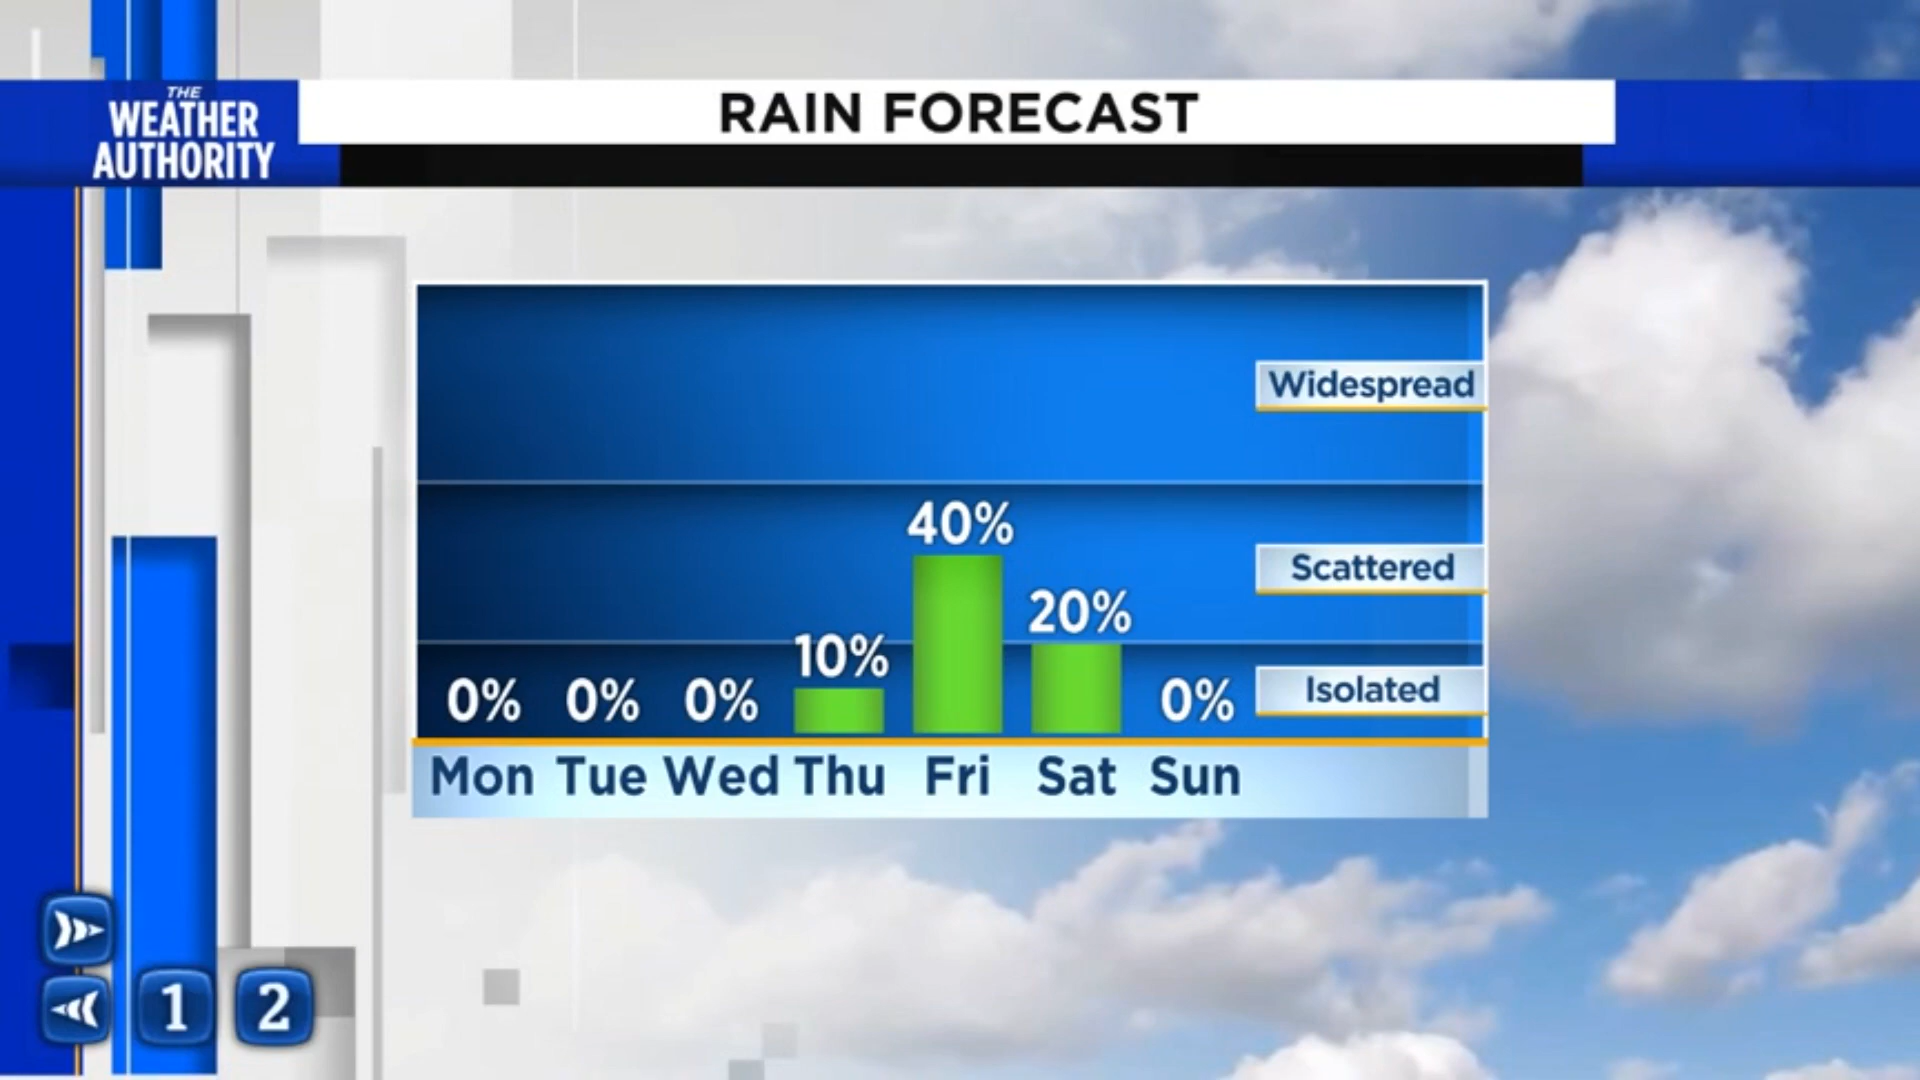 THE
WEATHER
AUTHORITY
RAIN FORECAST
Widespread
Scattered
Isolated
40%
20%
10%
0% 0% 0% 0%
Mon Tue Wed Thu Fri Sat Sun
1 2